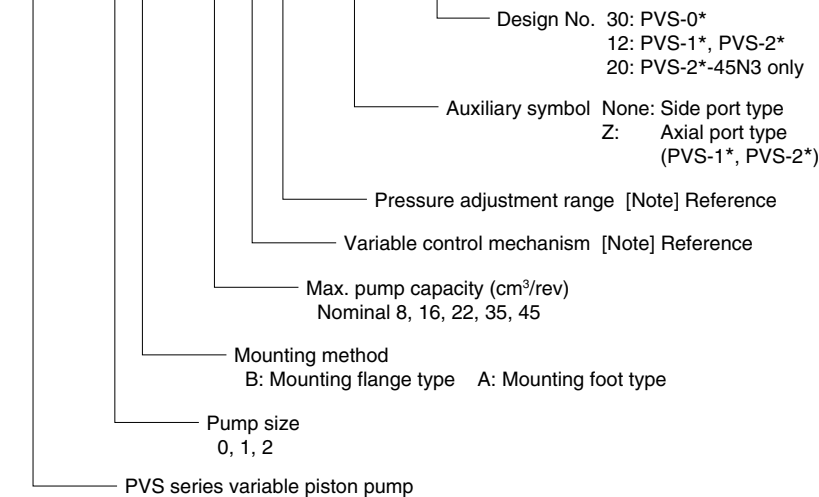 Design No. 30: PVS-0*
12: PVS-1*, PVS-2*
20: PVS-2*-45N3 only
Auxiliary symbol None: Side port type
Z: Axial port type
(PVS-1*, PVS-2*)
Pressure adjustment range [Note] Reference
Variable control mechanism [Note] Reference
Max. pump capacity (cm³/rev)
Nominal 8, 16, 22, 35, 45
Mounting method
B: Mounting flange type A: Mounting foot type
Pump size
0, 1, 2
PVS series variable piston pump